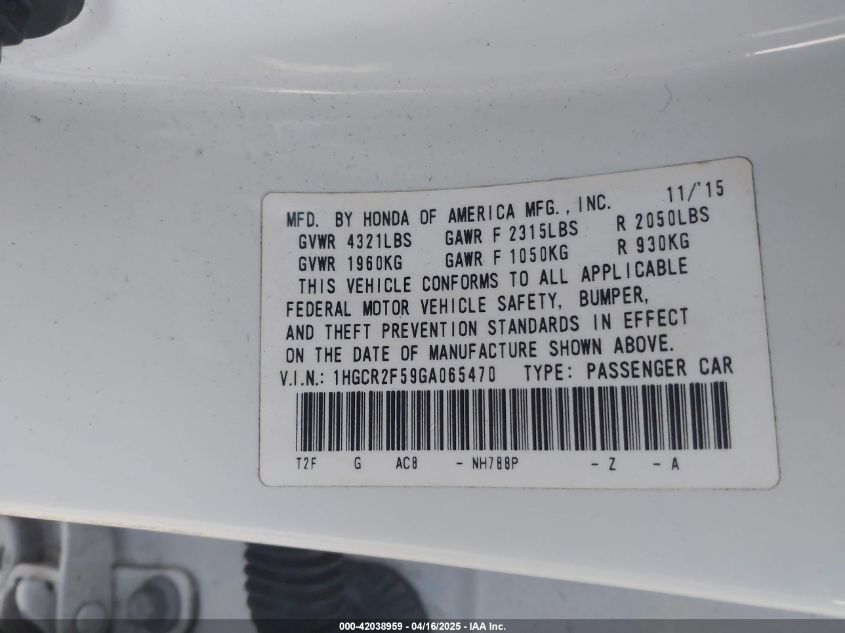 MFD. BY HONDA OF AMERICA MFG., INC. 11/'15
GVWR 4321LBS GAWR F 2315LBS R 2050LBS
GVWR 1960KG GAWR F 1050KG R 930KG
THIS VEHICLE CONFORMS TO ALL APPLICABLE
FEDERAL MOTOR VEHICLE SAFETY, BUMPER,
AND THEFT PREVENTION STANDARDS IN EFFECT
ON THE DATE OF MANUFACTURE SHOWN ABOVE.
V.I.N.: 1HGCR2F59GA065470 TYPE: PASSENGER CAR
T2F G AC8 - NH788P - Z - A
000-42038959 - 04/16/2025 - IAA Inc.